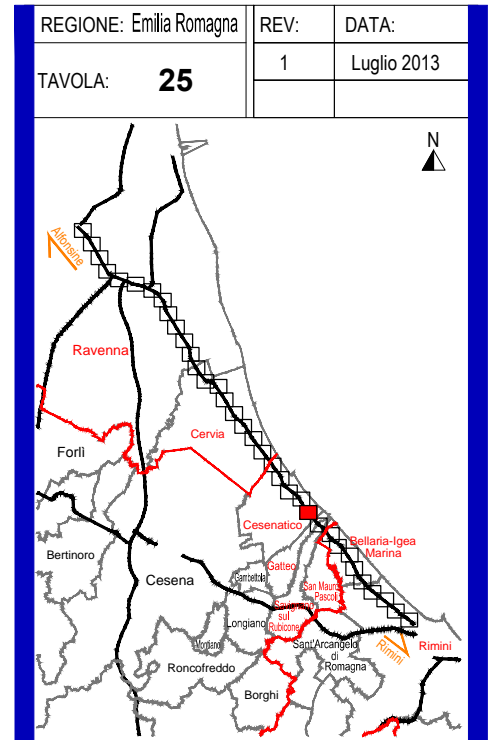 REGIONE: Emilia Romagna
REV:
DATA:
TAVOLA: 25
1
Luglio 2013
N
Alfonsine
Ravenna
Cervia
Forlì
Cesenatico
Bellaria-Igea
Marina
Bertinoro
Gatteo
Cesena
Gambettola
San Mauro
Pascoli
Savignano
sul
Rubicone
Longiano
Montiano
Sant'Arcangelo
di
Romagna
Rimini
Rimini
Roncofreddo
Borghi